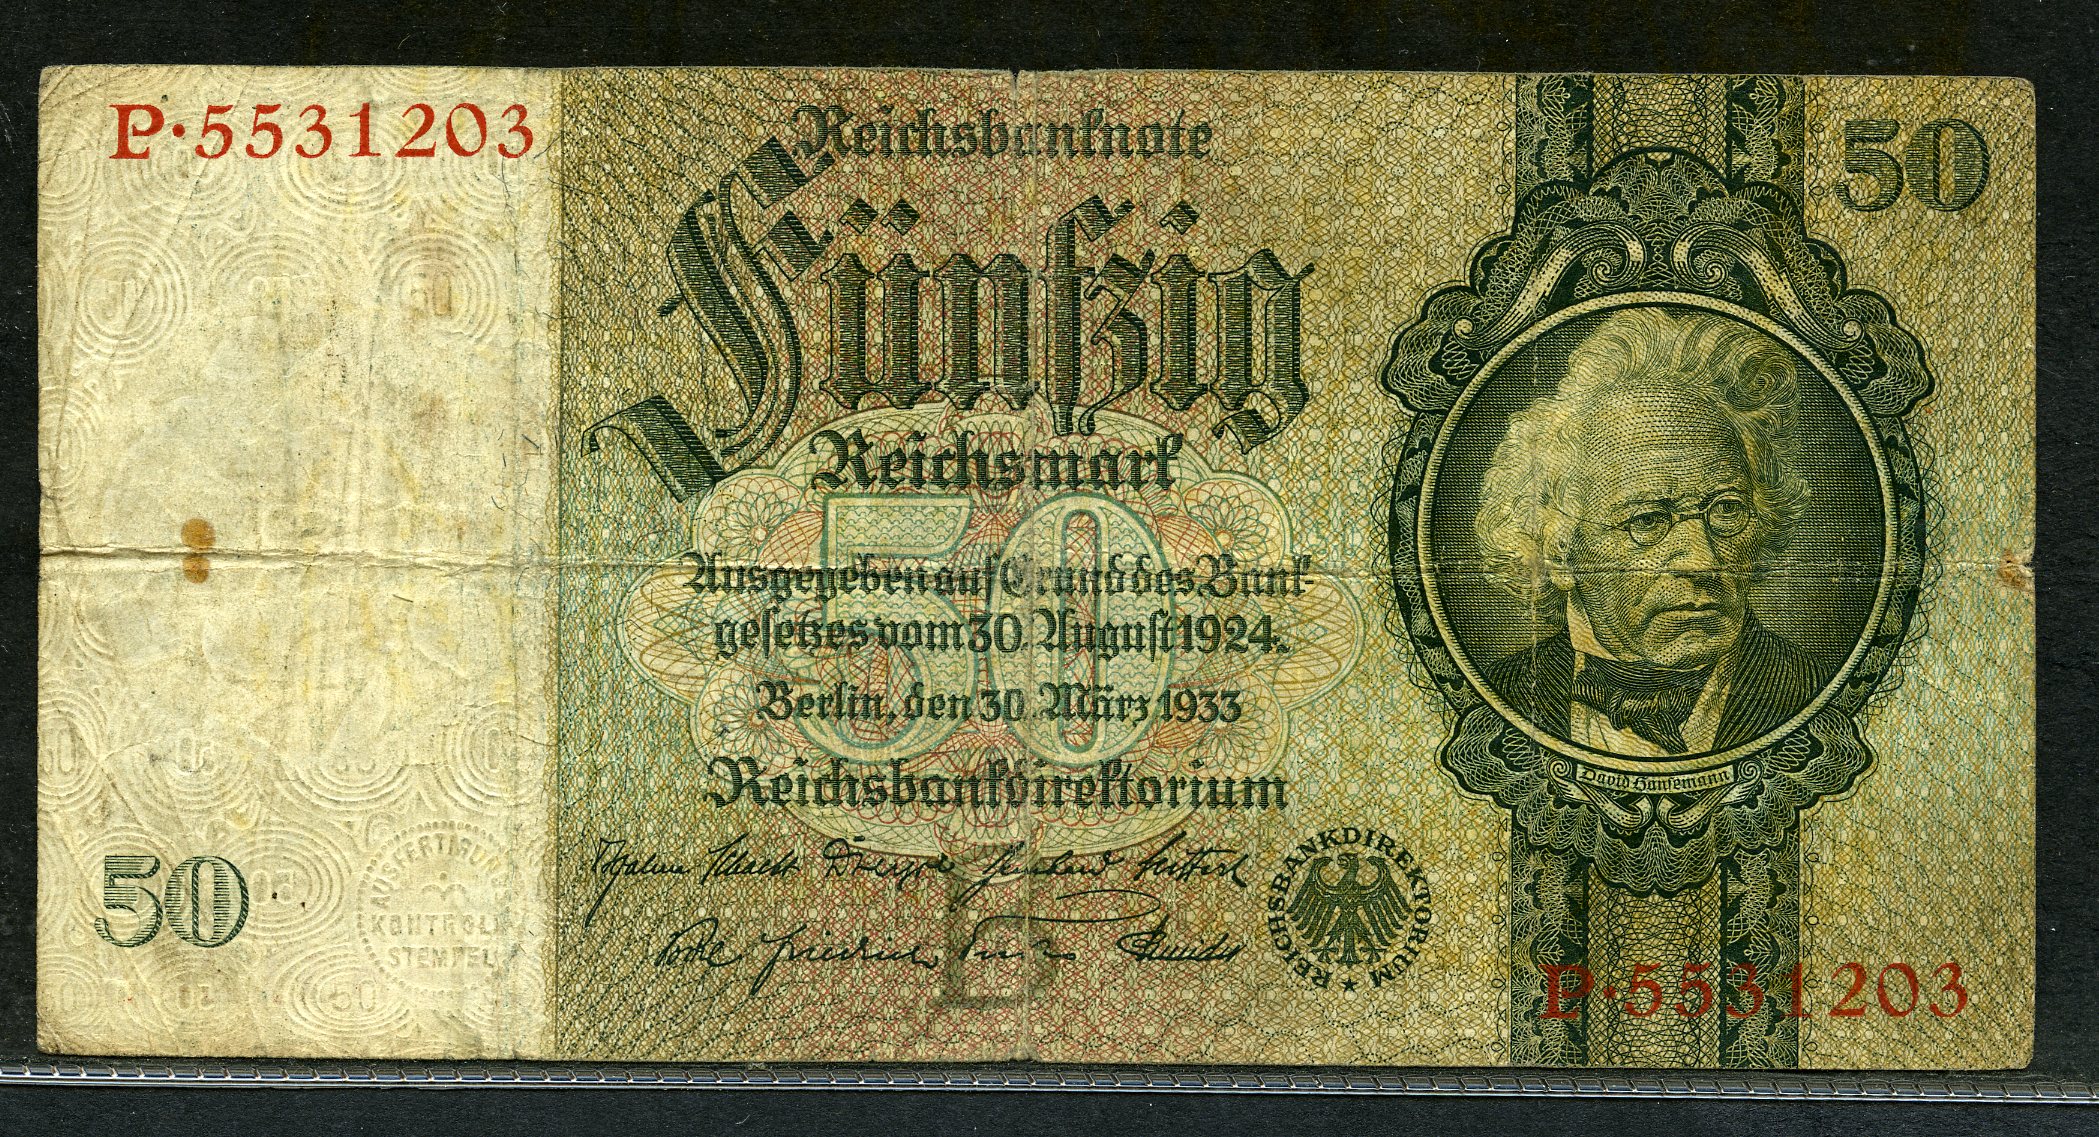 P·5531203
Reichsbanknote
50
Fünfzig
Reichsmark
50
Ausgegeben auf Grund des Bank-
gesetzes vom 30. August 1924.
Berlin, den 30. März 1933
Reichsbankdirektorium
David Hansemann
50
AUSFERTIGUNG
KONTROLL
STEMPEL
REICHSBANKDIREKTORIUM
E
P·5531203